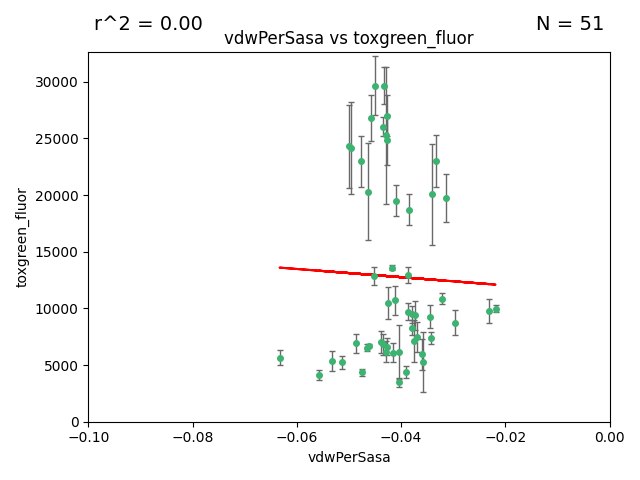 r^2 = 0.00
N = 51
vdwPerSasa vs toxgreen_fluor
toxgreen_fluor
30000
25000
20000
15000
10000
5000
0
−0.10
−0.08
−0.06
−0.04
−0.02
0.00
vdwPerSasa